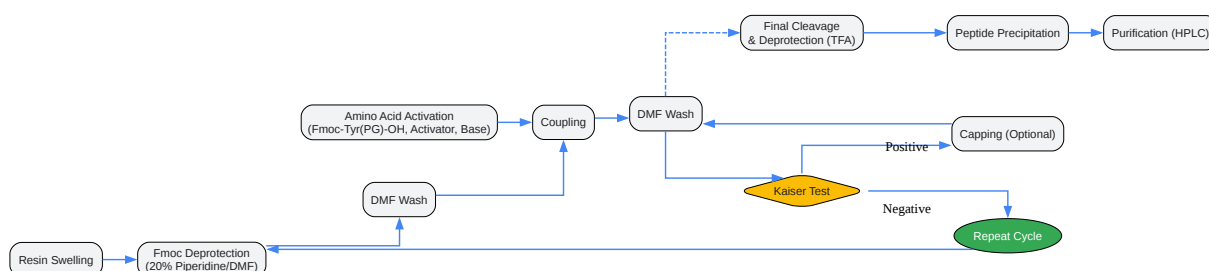 Final Cleavage
& Deprotection (TFA)
Peptide Precipitation
Purification (HPLC)
Amino Acid Activation
(Fmoc-Tyr(PG)-OH, Activator, Base)
Coupling
DMF Wash
Capping (Optional)
Positive
Kaiser Test
Negative
DMF Wash
Repeat Cycle
Resin Swelling
Fmoc Deprotection
(20% Piperidine/DMF)